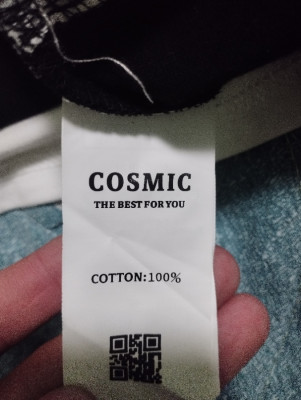 COSMIC
THE BEST FOR YOU
COTTON:100%